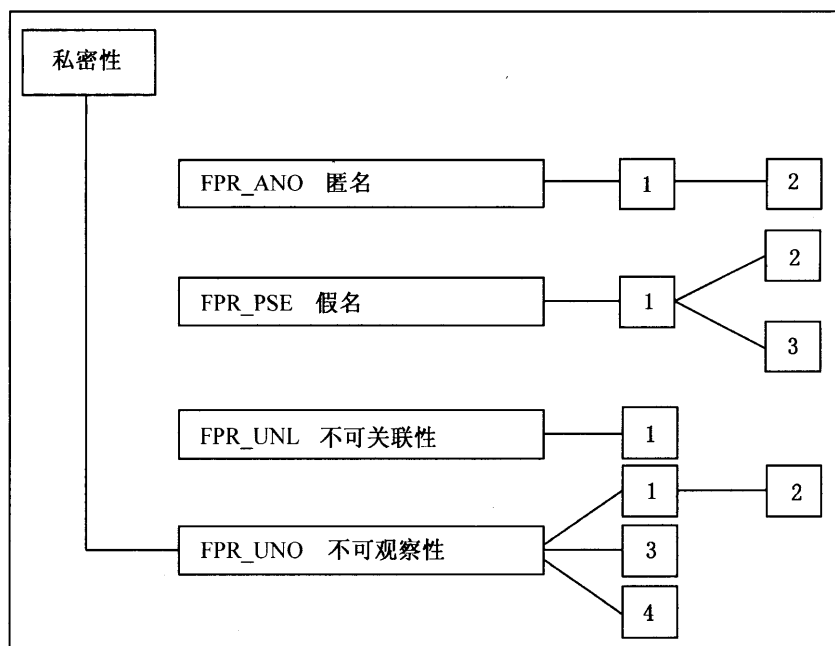 私密性
FPR_ANO 匿名 1 2
2
FPR_PSE 假名 1
3
FPR_UNL 不可关联性 1
1 2
FPR_UNO 不可观察性 3
4